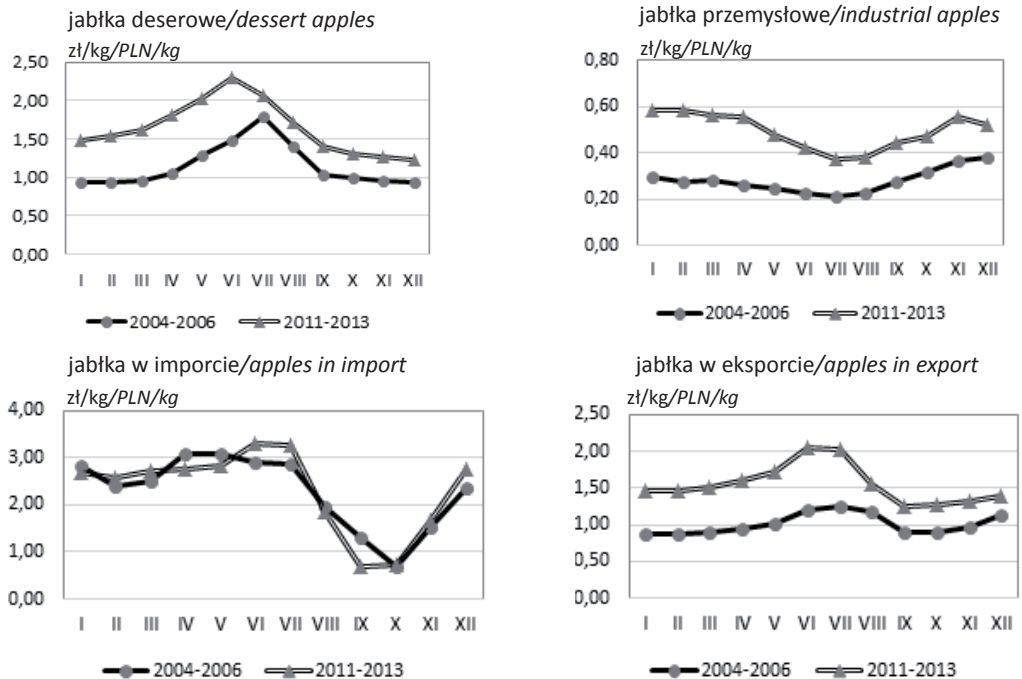 jabłka deserowe/dessert apples
zł/kg/PLN/kg
2,50
2,00
1,50
1,00
0,50
0,00
I II III IV V VI VII VIII IX X XI XII
2004-2006 2011-2013
jabłka przemysłowe/industrial apples
zł/kg/PLN/kg
0,80
0,60
0,40
0,20
0,00
I II III IV V VI VII VIII IX X XI XII
2004-2006 2011-2013
jabłka w imporcie/apples in import
zł/kg/PLN/kg
4,00
3,00
2,00
1,00
0,00
I II III IV V VI VII VIII IX X XI XII
2004-2006 2011-2013
jabłka w eksporcie/apples in export
zł/kg/PLN/kg
2,50
2,00
1,50
1,00
0,50
0,00
I II III IV V VI VII VIII IX X XI XII
2004-2006 2011-2013